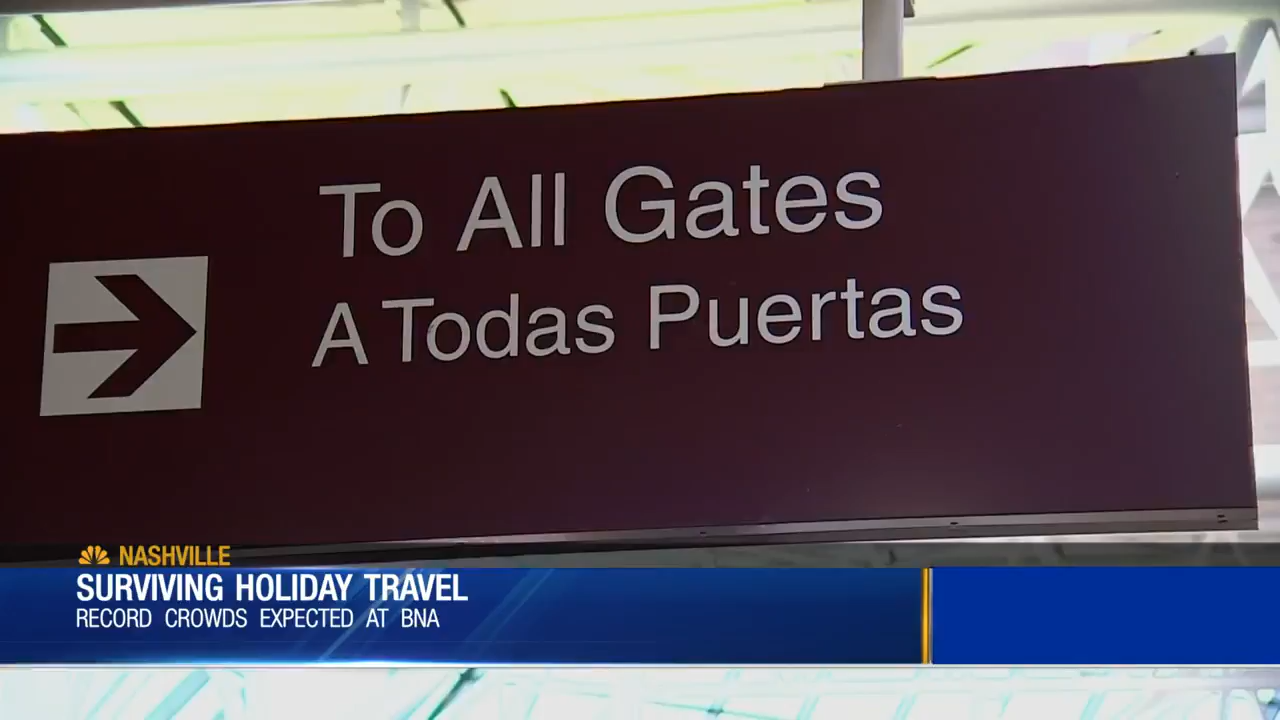 To All Gates
A Todas Puertas
NASHVILLE
SURVIVING HOLIDAY TRAVEL
RECORD CROWDS EXPECTED AT BNA